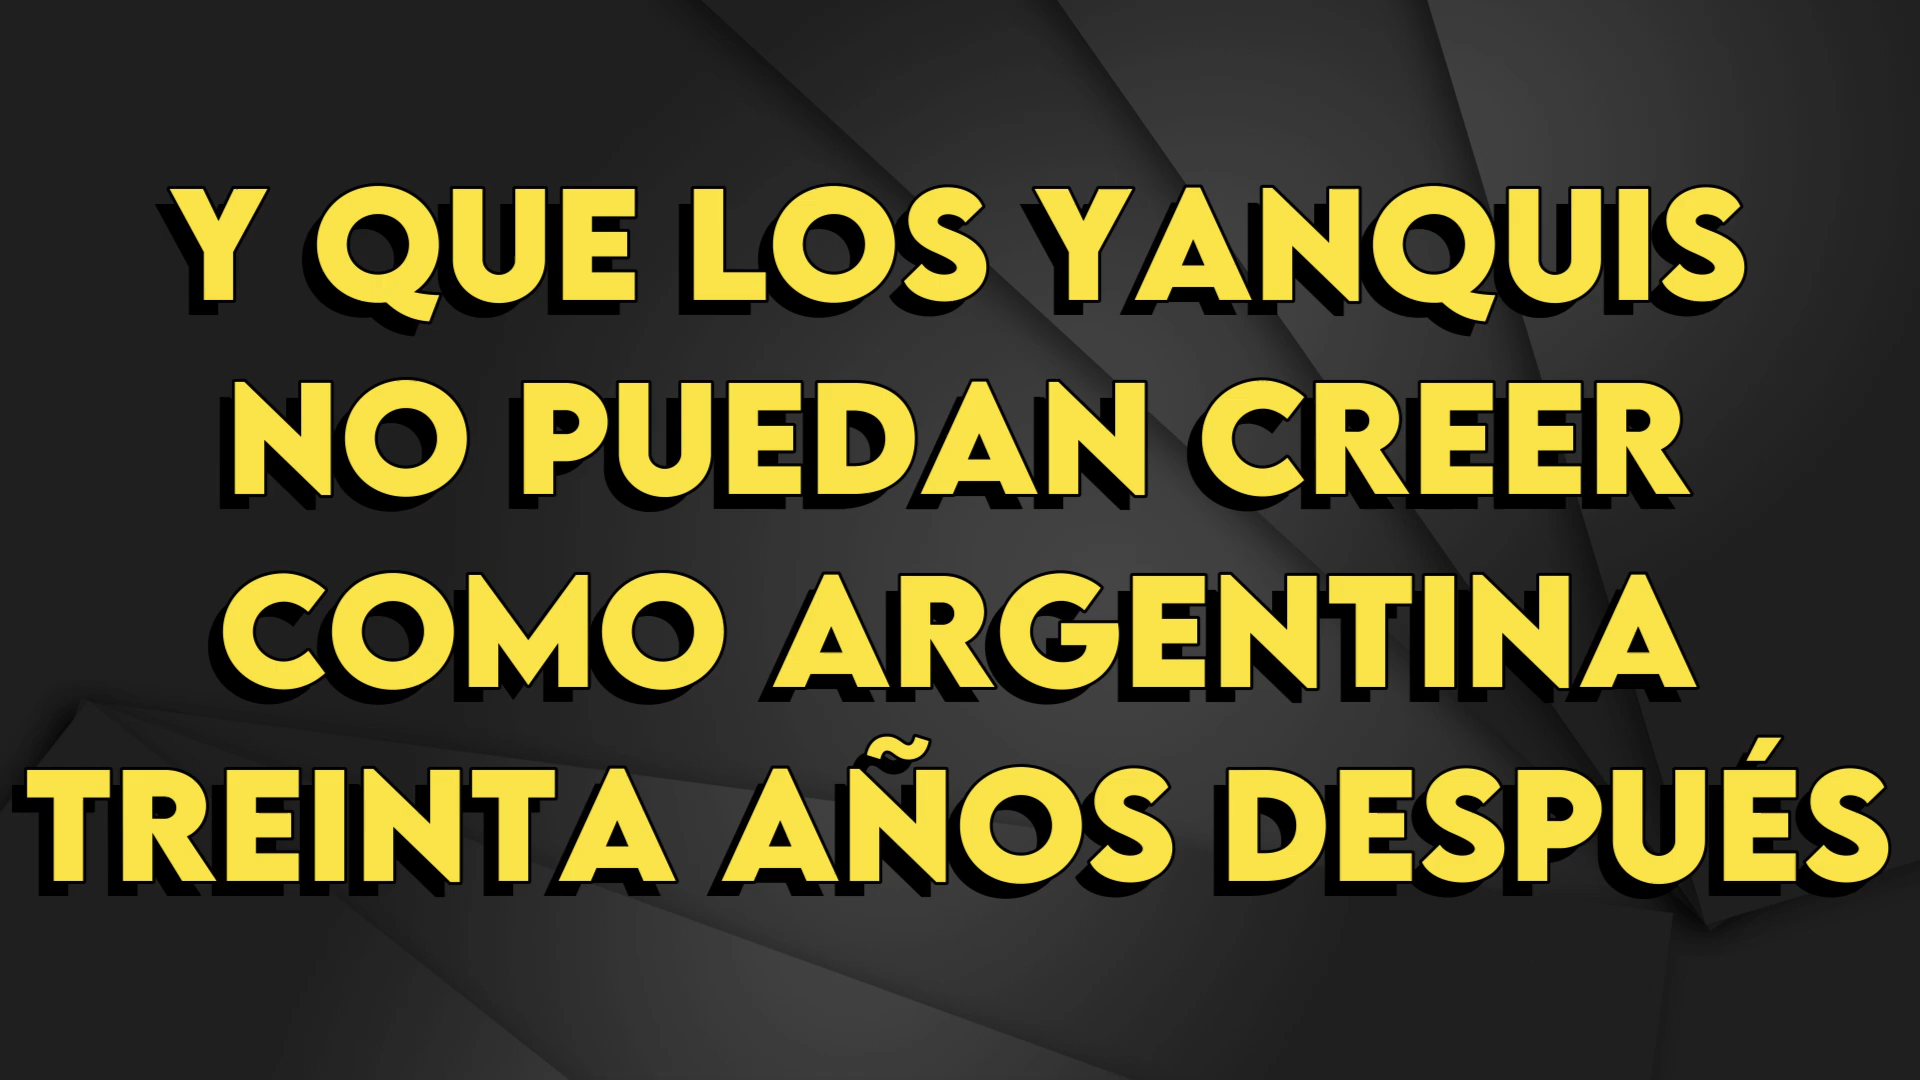 Y QUE LOS YANQUIS
NO PUEDAN CREER
COMO ARGENTINA
TREINTA AÑOS DESPUÉS